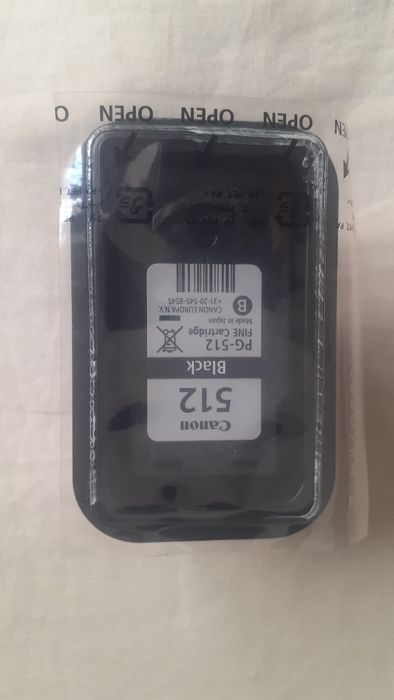 Canon
512
Black
PG-512
FINE Cartridge
Made in Japan
B
CANON EUROPA N.V.
+31-20-545-8545
OPEN OPEN OPEN